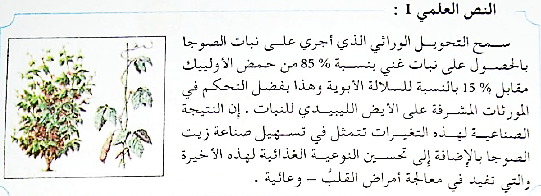 النص العلمي 1 :
سمح التحويل الوراثي الذي أجري على نبات الصوجا
بالحصول على نبات غني بنسبة 85 % من حمض الأولييك
مقابل 15 % بالنسبة للسلالة الأبوية وهذا بفضل التحكم في
المورثات المشرفة على الأيض الليبيدي للنبات . إن النتيجة
الصناعية لهذه التغيرات تتمثل في تسهيل صناعة زيت
الصوجا بالإضافة إلى تحسين النوعية الغذائية لهذه الأخيرة
والتي تفيد في معالجة أمراض القلب – وعائية .